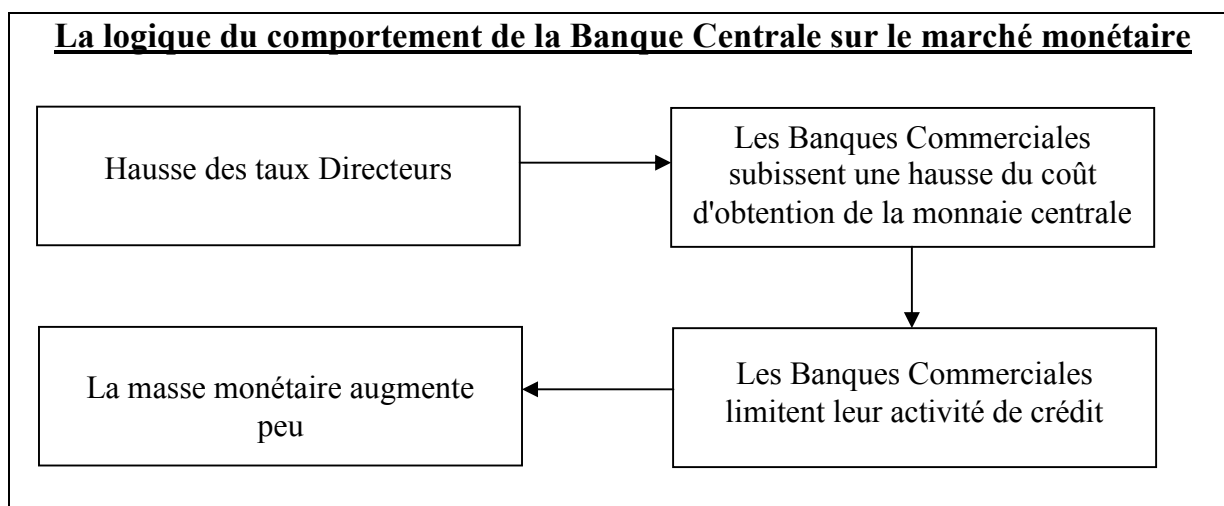 La logique du comportement de la Banque Centrale sur le marché monétaire
Hausse des taux Directeurs
Les Banques Commerciales
subissent une hausse du coût
d'obtention de la monnaie centrale
Les Banques Commerciales
limitent leur activité de crédit
La masse monétaire augmente
peu